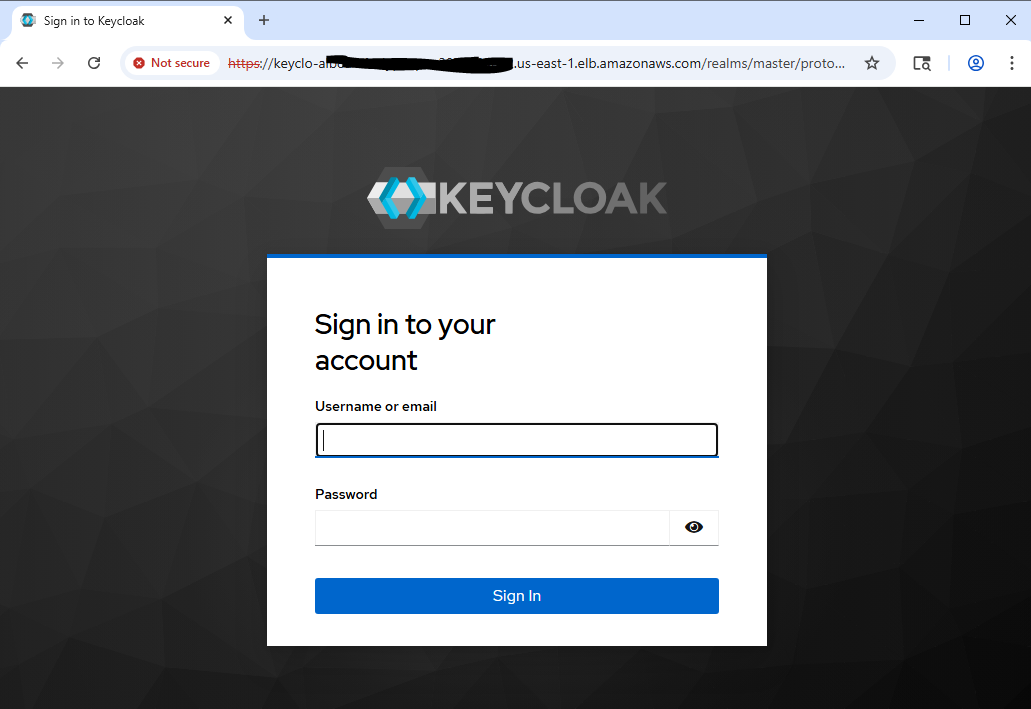 Sign in to Keycloak
Not secure
https://keyclo-
.us-east-1.elb.amazonaws.com/realms/master/proto...
KEYCLOAK
Sign in to your
account
Username or email
Password
Sign In